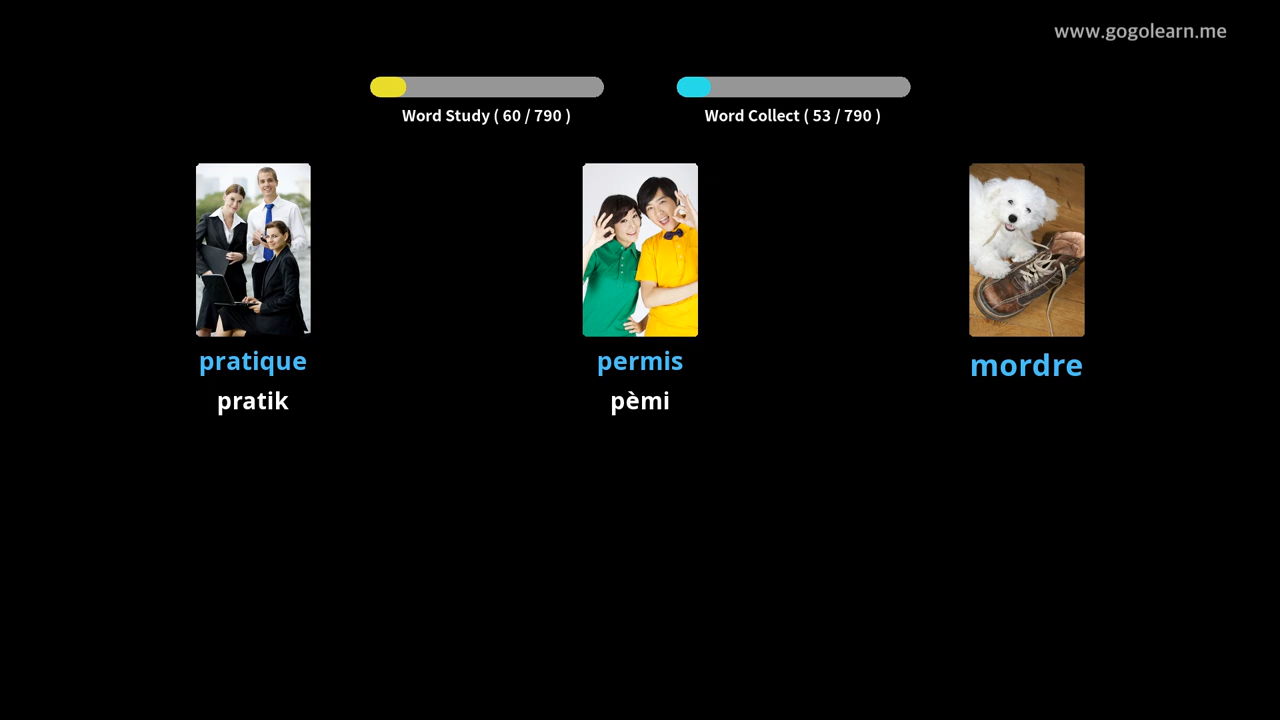 www.gogolearn.me
Word Study ( 60 / 790 )
Word Collect ( 53 / 790 )
pratique
permis
mordre
pratik
pèmi